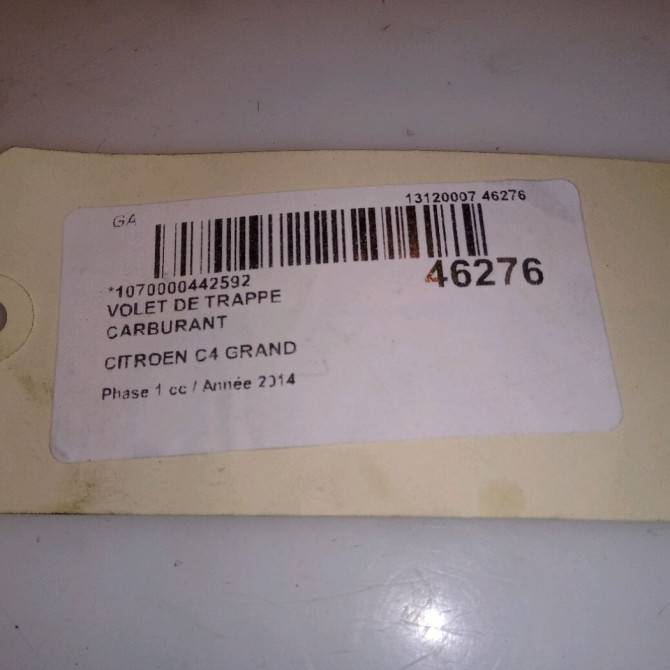 GA
13120007 46276
*1070000442592
46276
VOLET DE TRAPPE
CARBURANT
CITROEN C4 GRAND
Phase 1 cc / Année 2014